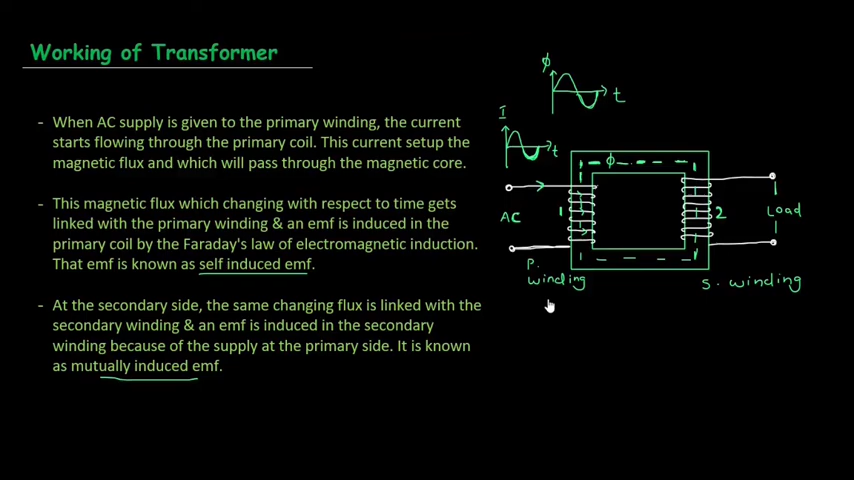 Working of Transformer
- When AC supply is given to the primary winding, the current
starts flowing through the primary coil. This current setup the
magnetic flux and which will pass through the magnetic core.
- This magnetic flux which changing with respect to time gets
linked with the primary winding & an emf is induced in the
primary coil by the Faraday's law of electromagnetic induction.
That emf is known as self induced emf.
- At the secondary side, the same changing flux is linked with the
secondary winding & an emf is induced in the secondary
winding because of the supply at the primary side. It is known
as mutually induced emf.
ϕ
t
I
t
ϕ
AC
1
2
Load
P.
winding
S. winding